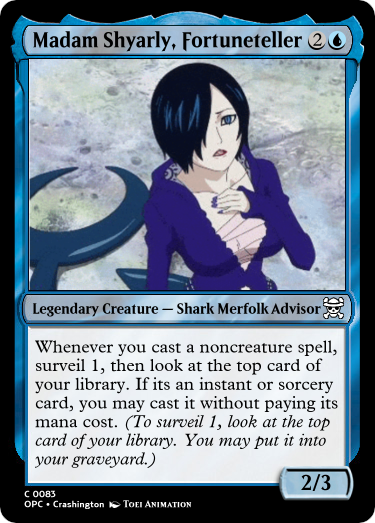 Madam Shyarly, Fortuneteller 2
Legendary Creature — Shark Merfolk Advisor
Whenever you cast a noncreature spell,
surveil 1, then look at the top card of
your library. If its an instant or sorcery
card, you may cast it without paying its
mana cost. (To surveil 1, look at the top
card of your library. You may put it into
your graveyard.)
2/3
C 0083
OPC • Crashington TOEI ANIMATION